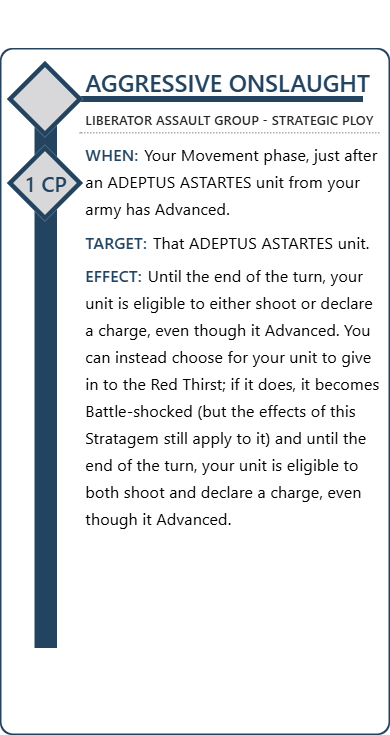 AGGRESSIVE ONSLAUGHT
LIBERATOR ASSAULT GROUP - STRATEGIC PLOY
1 CP
WHEN: Your Movement phase, just after
an ADEPTUS ASTARTES unit from your
army has Advanced.
TARGET: That ADEPTUS ASTARTES unit.
EFFECT: Until the end of the turn, your
unit is eligible to either shoot or declare
a charge, even though it Advanced. You
can instead choose for your unit to give
in to the Red Thirst; if it does, it becomes
Battle-shocked (but the effects of this
Stratagem still apply to it) and until the
end of the turn, your unit is eligible to
both shoot and declare a charge, even
though it Advanced.